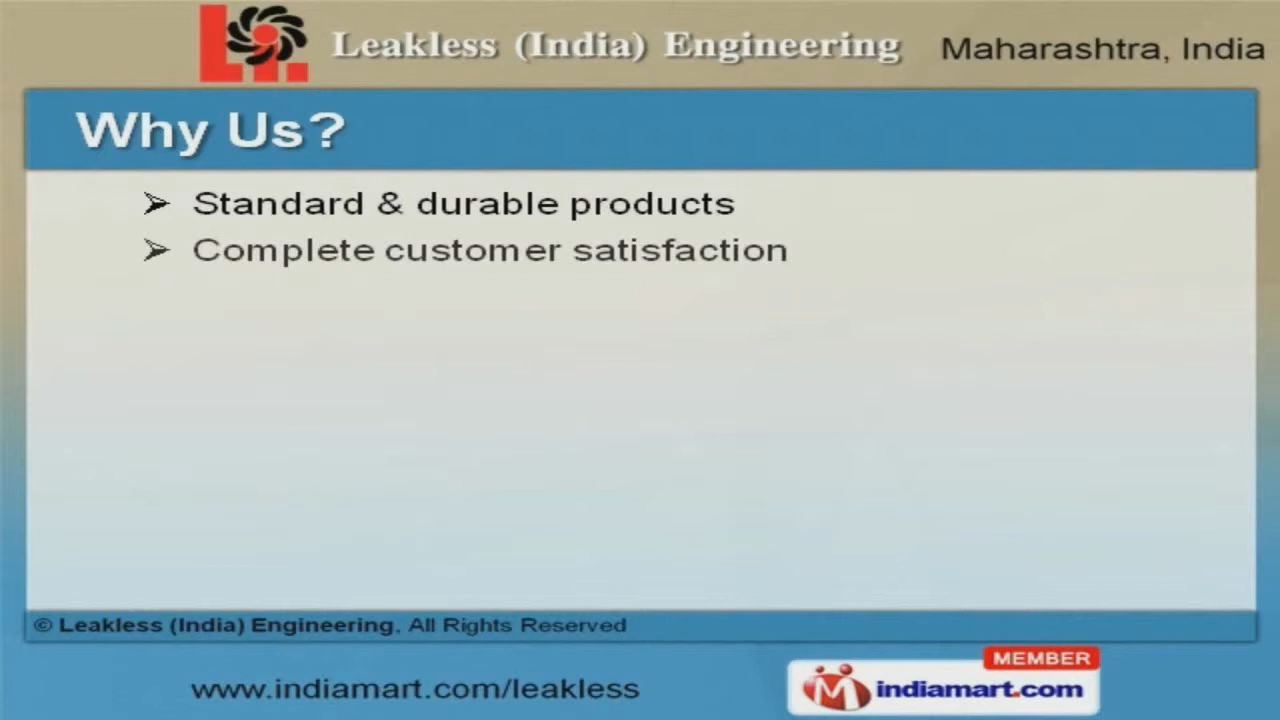 Leakless (India) Engineering
Maharashtra, India
Why Us?
➢ Standard & durable products
➢ Complete customer satisfaction
© Leakless (India) Engineering, All Rights Reserved
www.indiamart.com/leakless
MEMBER
indiamart.com